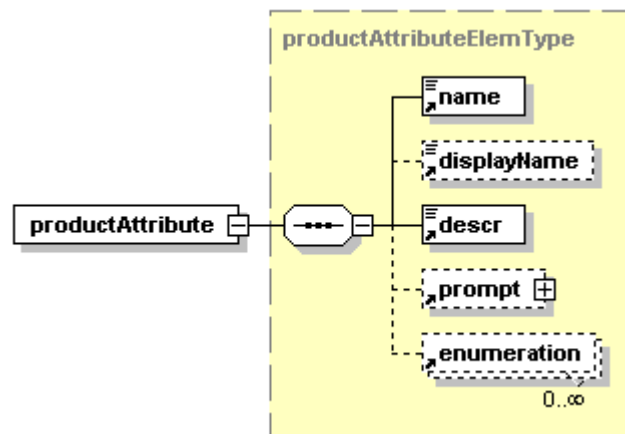 productAttributeElemType
name
displayName
productAttribute
descr
prompt
enumeration
0..∞